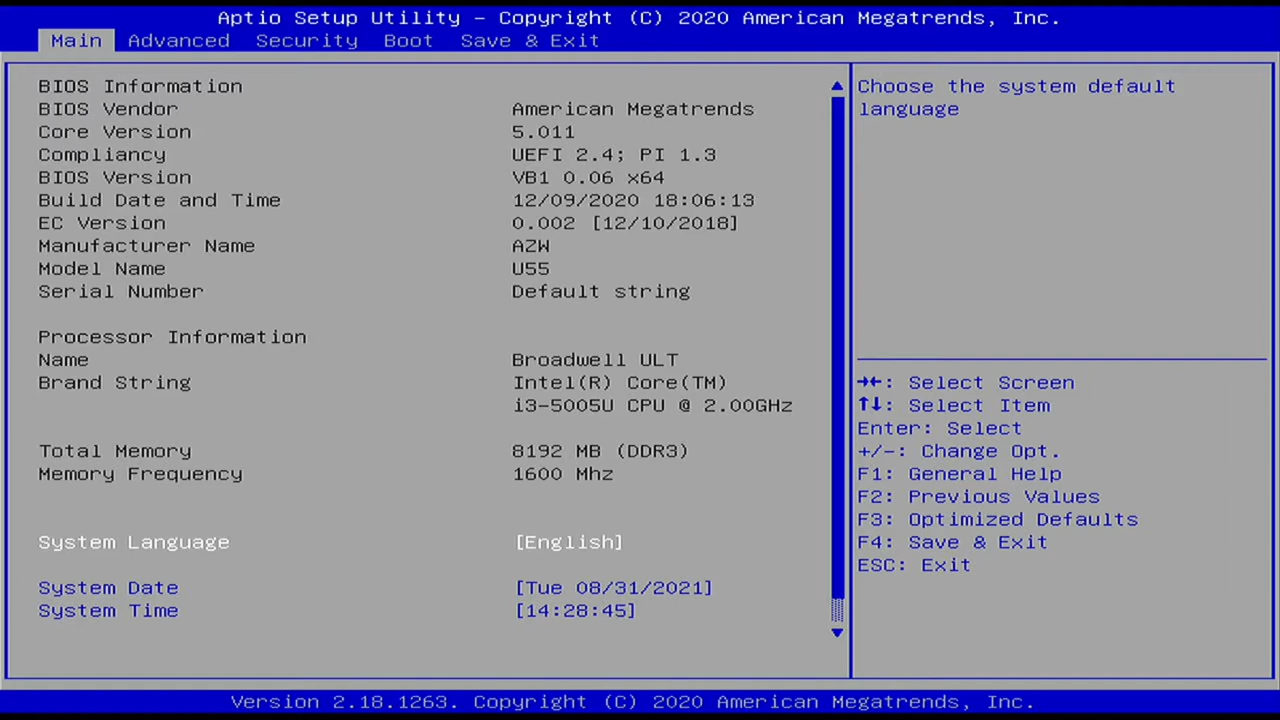 Aptio Setup Utility – Copyright (C) 2020 American Megatrends, Inc.
Main Advanced Security Boot Save & Exit
BIOS Information
BIOS Vendor American Megatrends
Core Version 5.011
Compliancy UEFI 2.4; PI 1.3
BIOS Version VB1 0.06 x64
Build Date and Time 12/09/2020 18:06:13
EC Version 0.002 [12/10/2018]
Manufacturer Name AZW
Model Name U55
Serial Number Default string
Processor Information
Name Broadwell ULT
Brand String Intel(R) Core(TM)
i3-5005U CPU @ 2.00GHz
Total Memory 8192 MB (DDR3)
Memory Frequency 1600 Mhz
System Language [English]
System Date [Tue 08/31/2021]
System Time [14:28:45]
Choose the system default
language
→←: Select Screen
↑↓: Select Item
Enter: Select
+/-: Change Opt.
F1: General Help
F2: Previous Values
F3: Optimized Defaults
F4: Save & Exit
ESC: Exit
Version 2.18.1263. Copyright (C) 2020 American Megatrends, Inc.